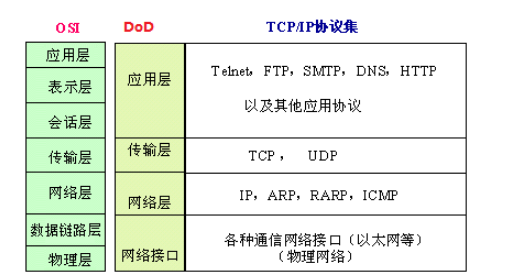 OSI DoD TCP/IP协议集
应用层
表示层
会话层
传输层
网络层
数据链路层
物理层
应用层
传输层
网络层
网络接口
Telnet, FTP, SMTP, DNS, HTTP
以及其他应用协议
TCP , UDP
IP, ARP, RARP, ICMP
各种通信网络接口（以太网等）
（物理网络）